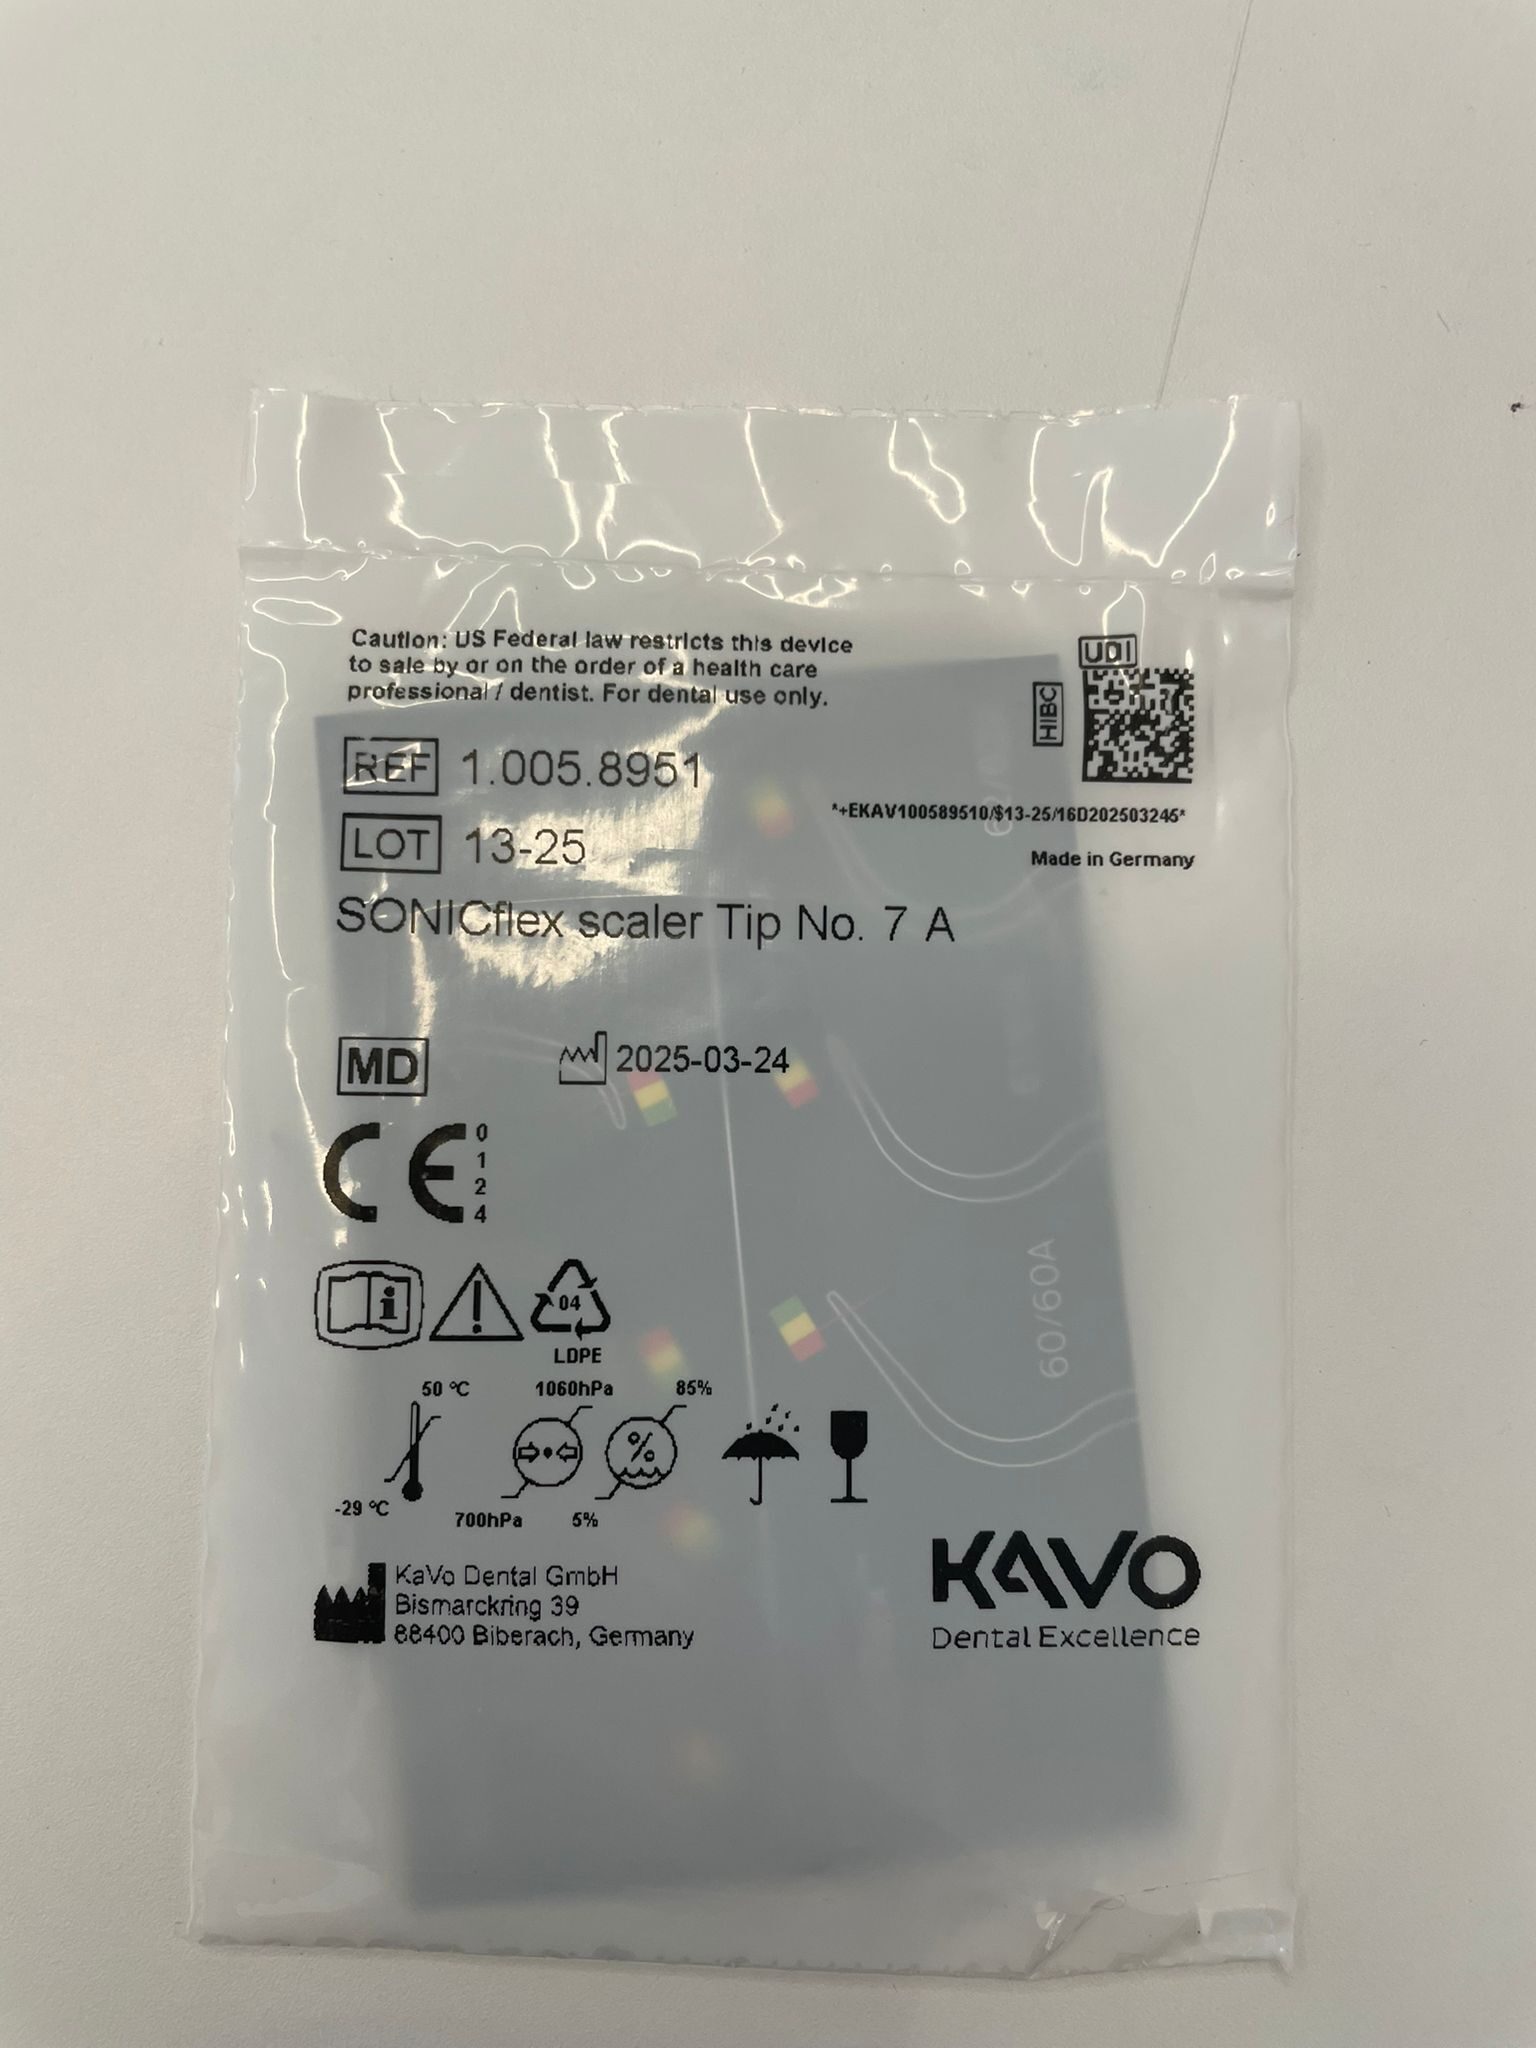 Caution: US Federal law restricts this device
to sale by or on the order of a health care
professional / dentist. For dental use only.
UDI
HIBC
REF 1.005.8951
*+EKAV100589510/$13-25/16D202503246*
LOT 13-25
Made in Germany
SONICflex scaler Tip No. 7 A
MD
2025-03-24
CE 0124
60/60A
04
LDPE
50 °C
1060hPa
85%
%
-29 °C
700hPa
5%
KaVo Dental GmbH
Bismarckring 39
88400 Biberach, Germany
KAVO
Dental Excellence